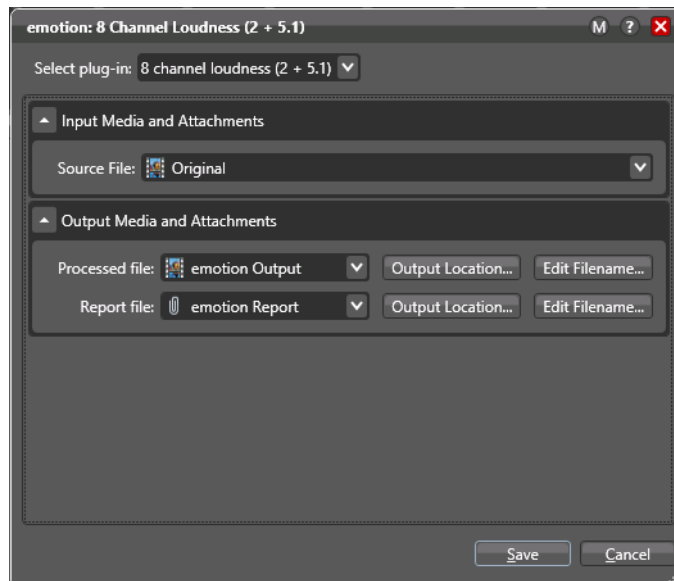 emotion: 8 Channel Loudness (2 + 5.1) M ?
Select plug-in: 8 channel loudness (2 + 5.1)
Input Media and Attachments
Source File: Original
Output Media and Attachments
Processed file: emotion Output Output Location... Edit Filename...
Report file: emotion Report Output Location... Edit Filename...
Save Cancel